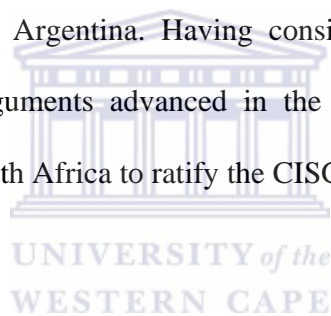 Argentina. Having consi
guments advanced in the
th Africa to ratify the CISG
UNIVERSITY of the
WESTERN CAPE